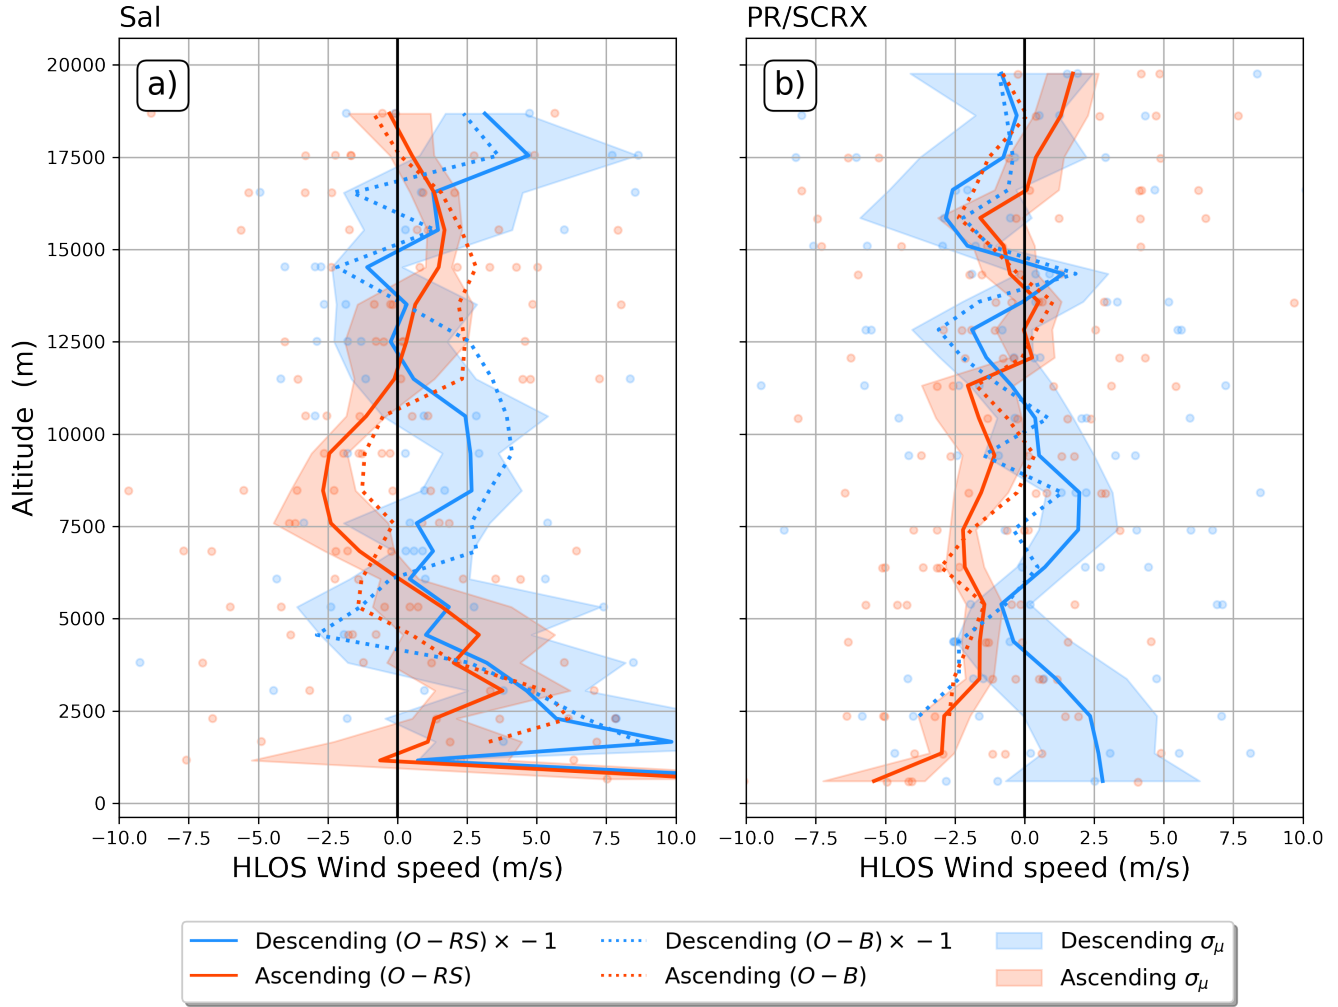 Sal
PR/SCRX
a)
b)
20000
17500
15000
12500
10000
7500
5000
2500
0
Altitude (m)
−10.0 −7.5 −5.0 −2.5 0.0 2.5 5.0 7.5 10.0
−10.0 −7.5 −5.0 −2.5 0.0 2.5 5.0 7.5 10.0
HLOS Wind speed (m/s)
HLOS Wind speed (m/s)
Descending (O − RS) × − 1
Ascending (O − RS)
Descending (O − B) × − 1
Ascending (O − B)
Descending σμ
Ascending σμ